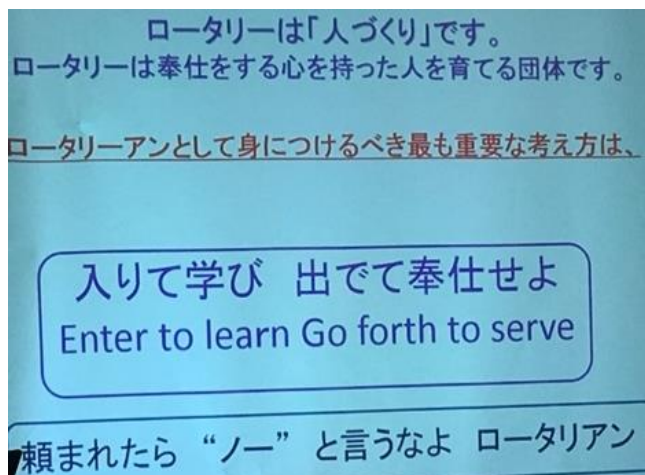 ロータリーは「人づくり」です。
ロータリーは奉仕をする心を持った人を育てる団体です。
ロータリーアンとして身につけるべき最も重要な考え方は、
入りて学び 出でて奉仕せよ
Enter to learn Go forth to serve
頼まれたら “ノー” と言うなよ ロータリアン